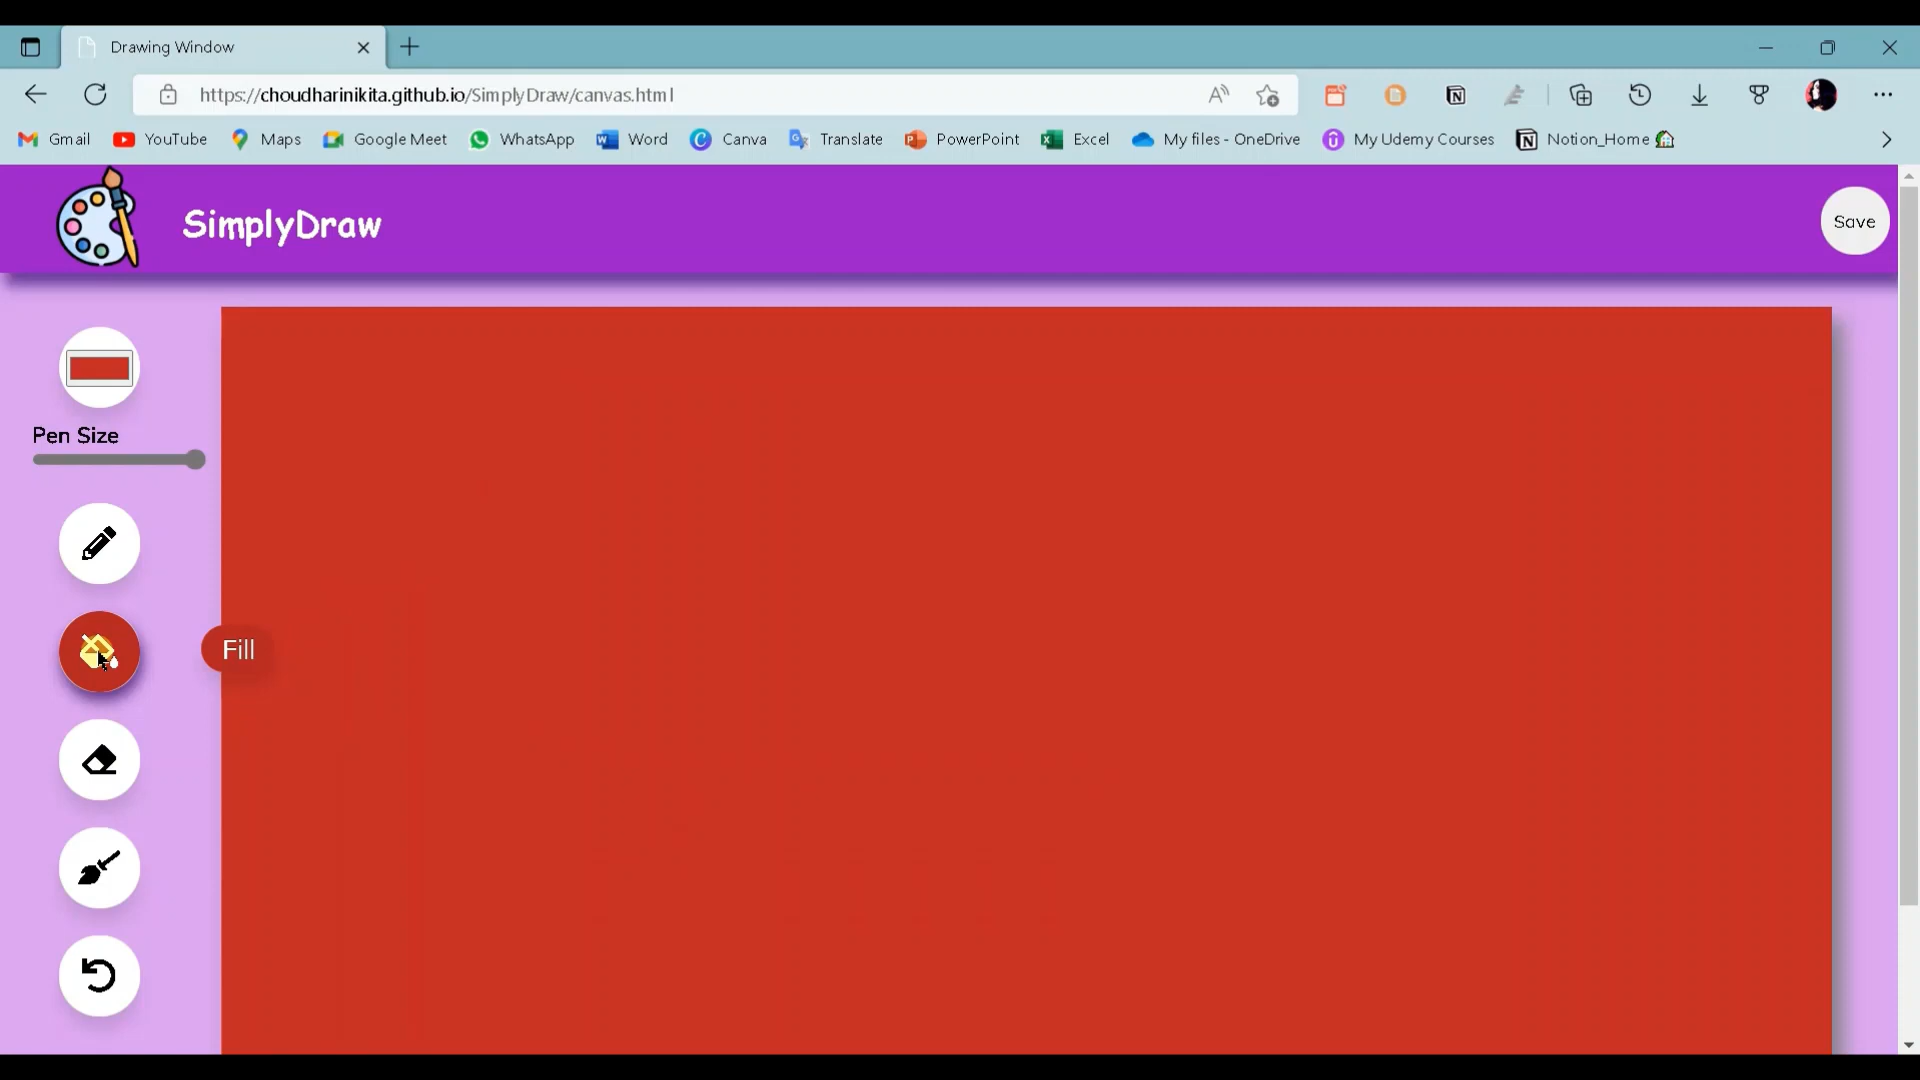 Drawing Window
https://choudharinikita.github.io/SimplyDraw/canvas.html
Gmail YouTube Maps Google Meet WhatsApp Word Canva Translate PowerPoint Excel My files - OneDrive My Udemy Courses Notion_Home
SimplyDraw
Save
Pen Size
Fill